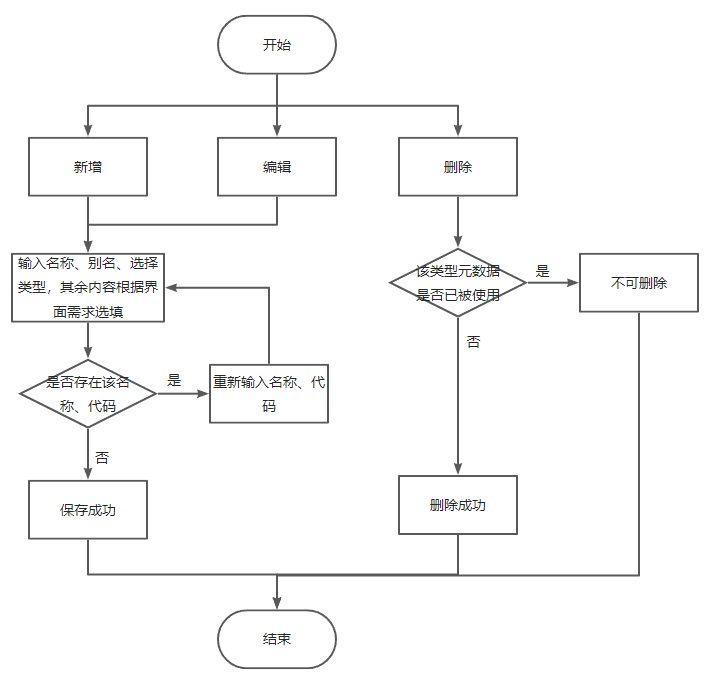 开始
新增
编辑
删除
输入名称、别名、选择
类型，其余内容根据界
面需求选填
该类型元数据
是否已被使用
是
不可删除
否
是否存在该名
称、代码
是
重新输入名称、代
码
否
保存成功
删除成功
结束